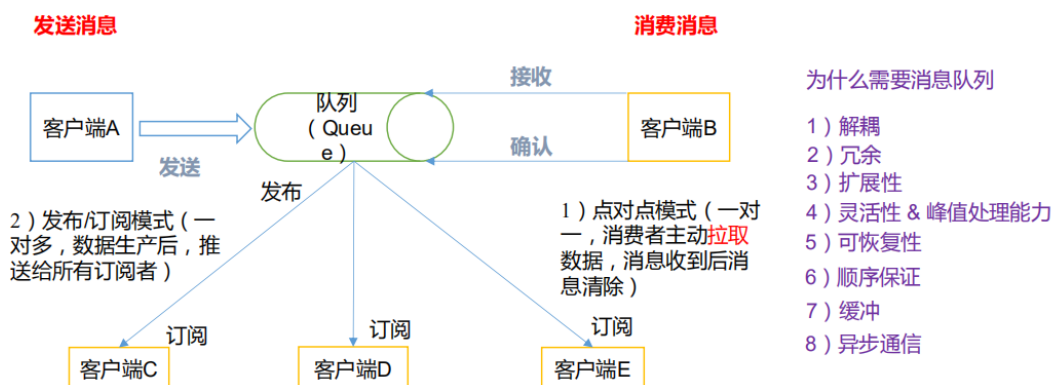 发送消息
消费消息
客户端A
发送
队列
（Queu
e）
接收
确认
客户端B
发布
2）发布/订阅模式（一
对多，数据生产后，推
送给所有订阅者）
1）点对点模式（一对
一，消费者主动拉取
数据，消息收到后消
息清除）
订阅
订阅
订阅
客户端C
客户端D
客户端E
为什么需要消息队列
1）解耦
2）冗余
3）扩展性
4）灵活性 & 峰值处理能力
5）可恢复性
6）顺序保证
7）缓冲
8）异步通信